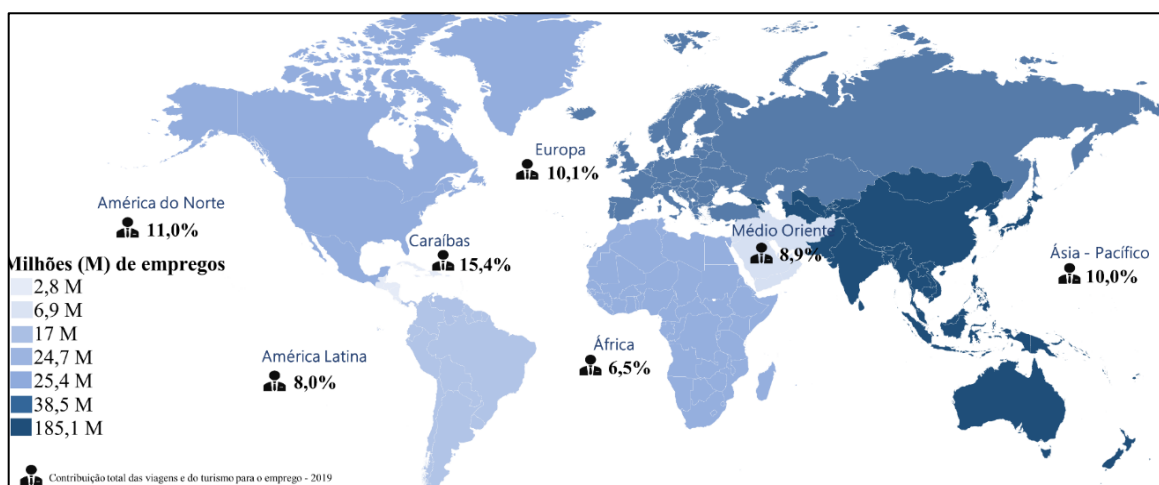 Europa
10,1%
América do Norte
11,0%
Caraíbas
15,4%
Médio Oriente
8,9%
Ásia - Pacífico
10,0%
Milhões (M) de empregos
2,8 M
6,9 M
17 M
24,7 M
25,4 M
38,5 M
185,1 M
América Latina
8,0%
África
6,5%
Contribuição total das viagens e do turismo para o emprego - 2019